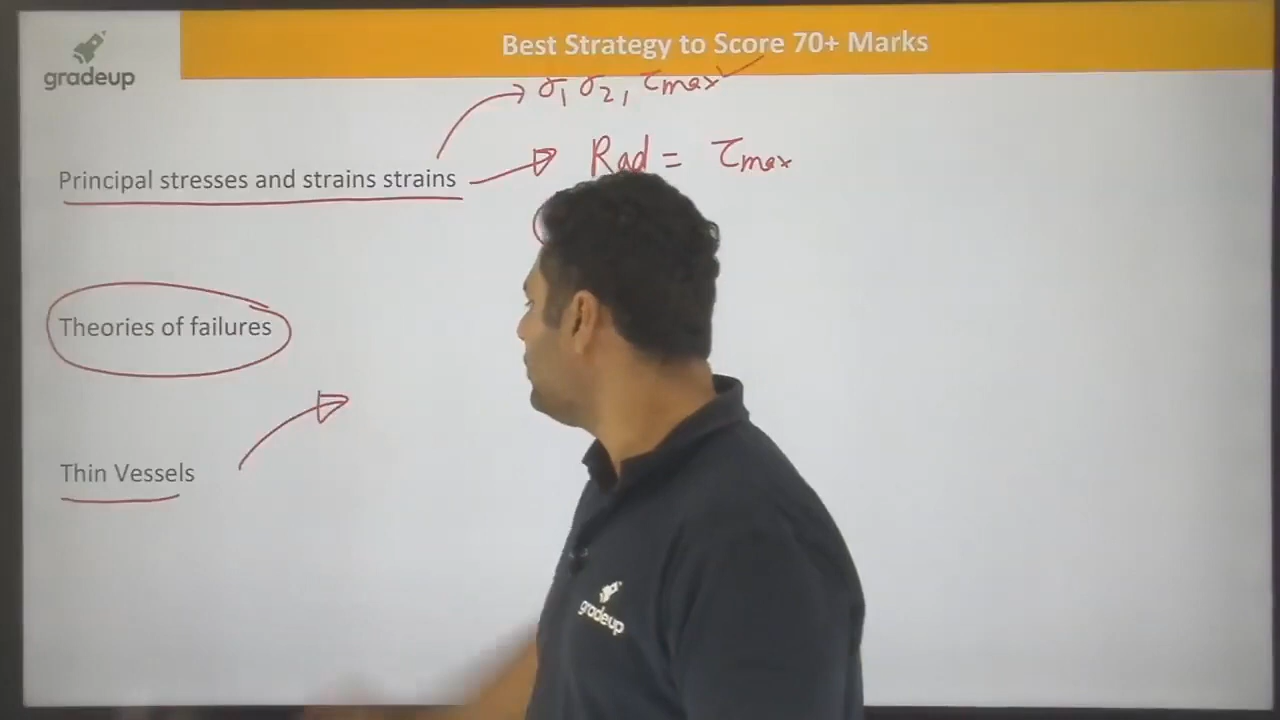 gradeup
Best Strategy to Score 70+ Marks
σ1 σ2, τmax
Principal stresses and strains strains
Rad = τmax
Theories of failures
Thin Vessels
gradeup